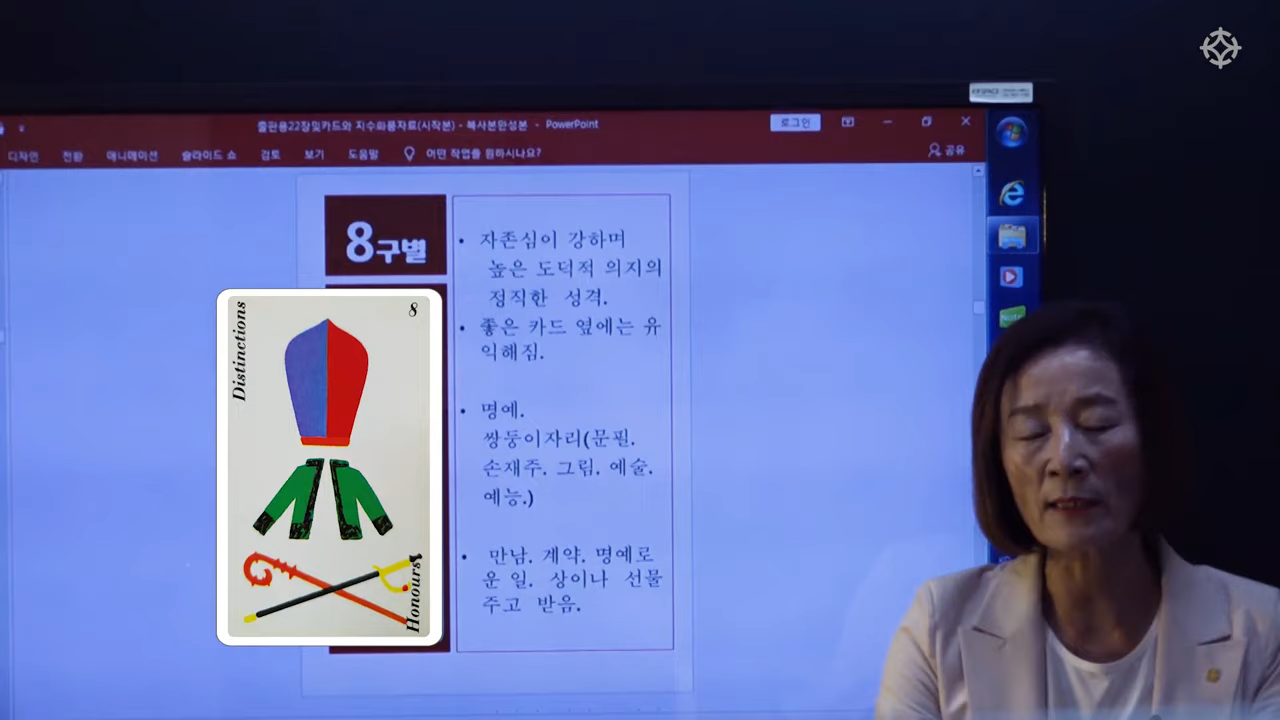 출판용22장및카드와 지수화풍자료(시작본) - 복사본완성본 - PowerPoint
로그인
디자인 전환 애니메이션 슬라이드 쇼 검토 보기 도움말 어떤 작업을 원하시나요?
공유
8구별
Distinctions
8
Honours
• 자존심이 강하며
높은 도덕적 의지의
정직한 성격.
• 좋은 카드 옆에는 유
익해짐.
• 명예.
쌍둥이자리(문필.
손재주. 그림. 예술.
예능.)
• 만남. 계약. 명예로
운 일. 상이나 선물
주고 받음.